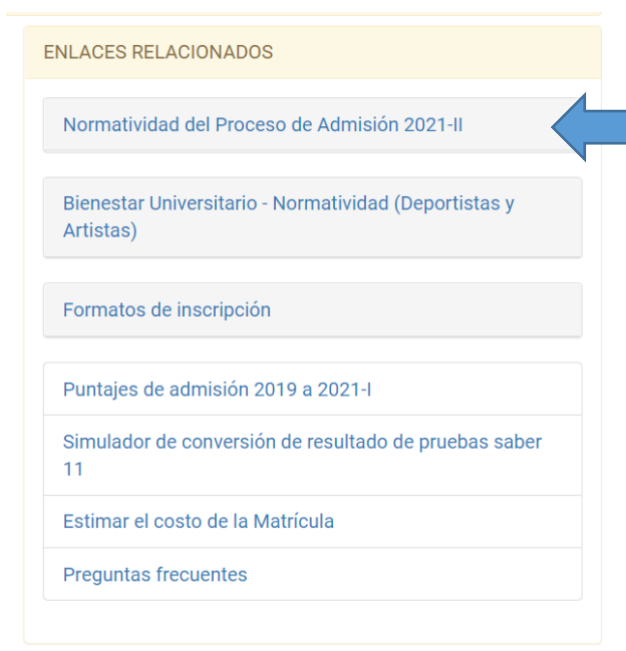 ENLACES RELACIONADOS
Normatividad del Proceso de Admisión 2021-II
Bienestar Universitario - Normatividad (Deportistas y
Artistas)
Formatos de inscripción
Puntajes de admisión 2019 a 2021-I
Simulador de conversión de resultado de pruebas saber
11
Estimar el costo de la Matrícula
Preguntas frecuentes